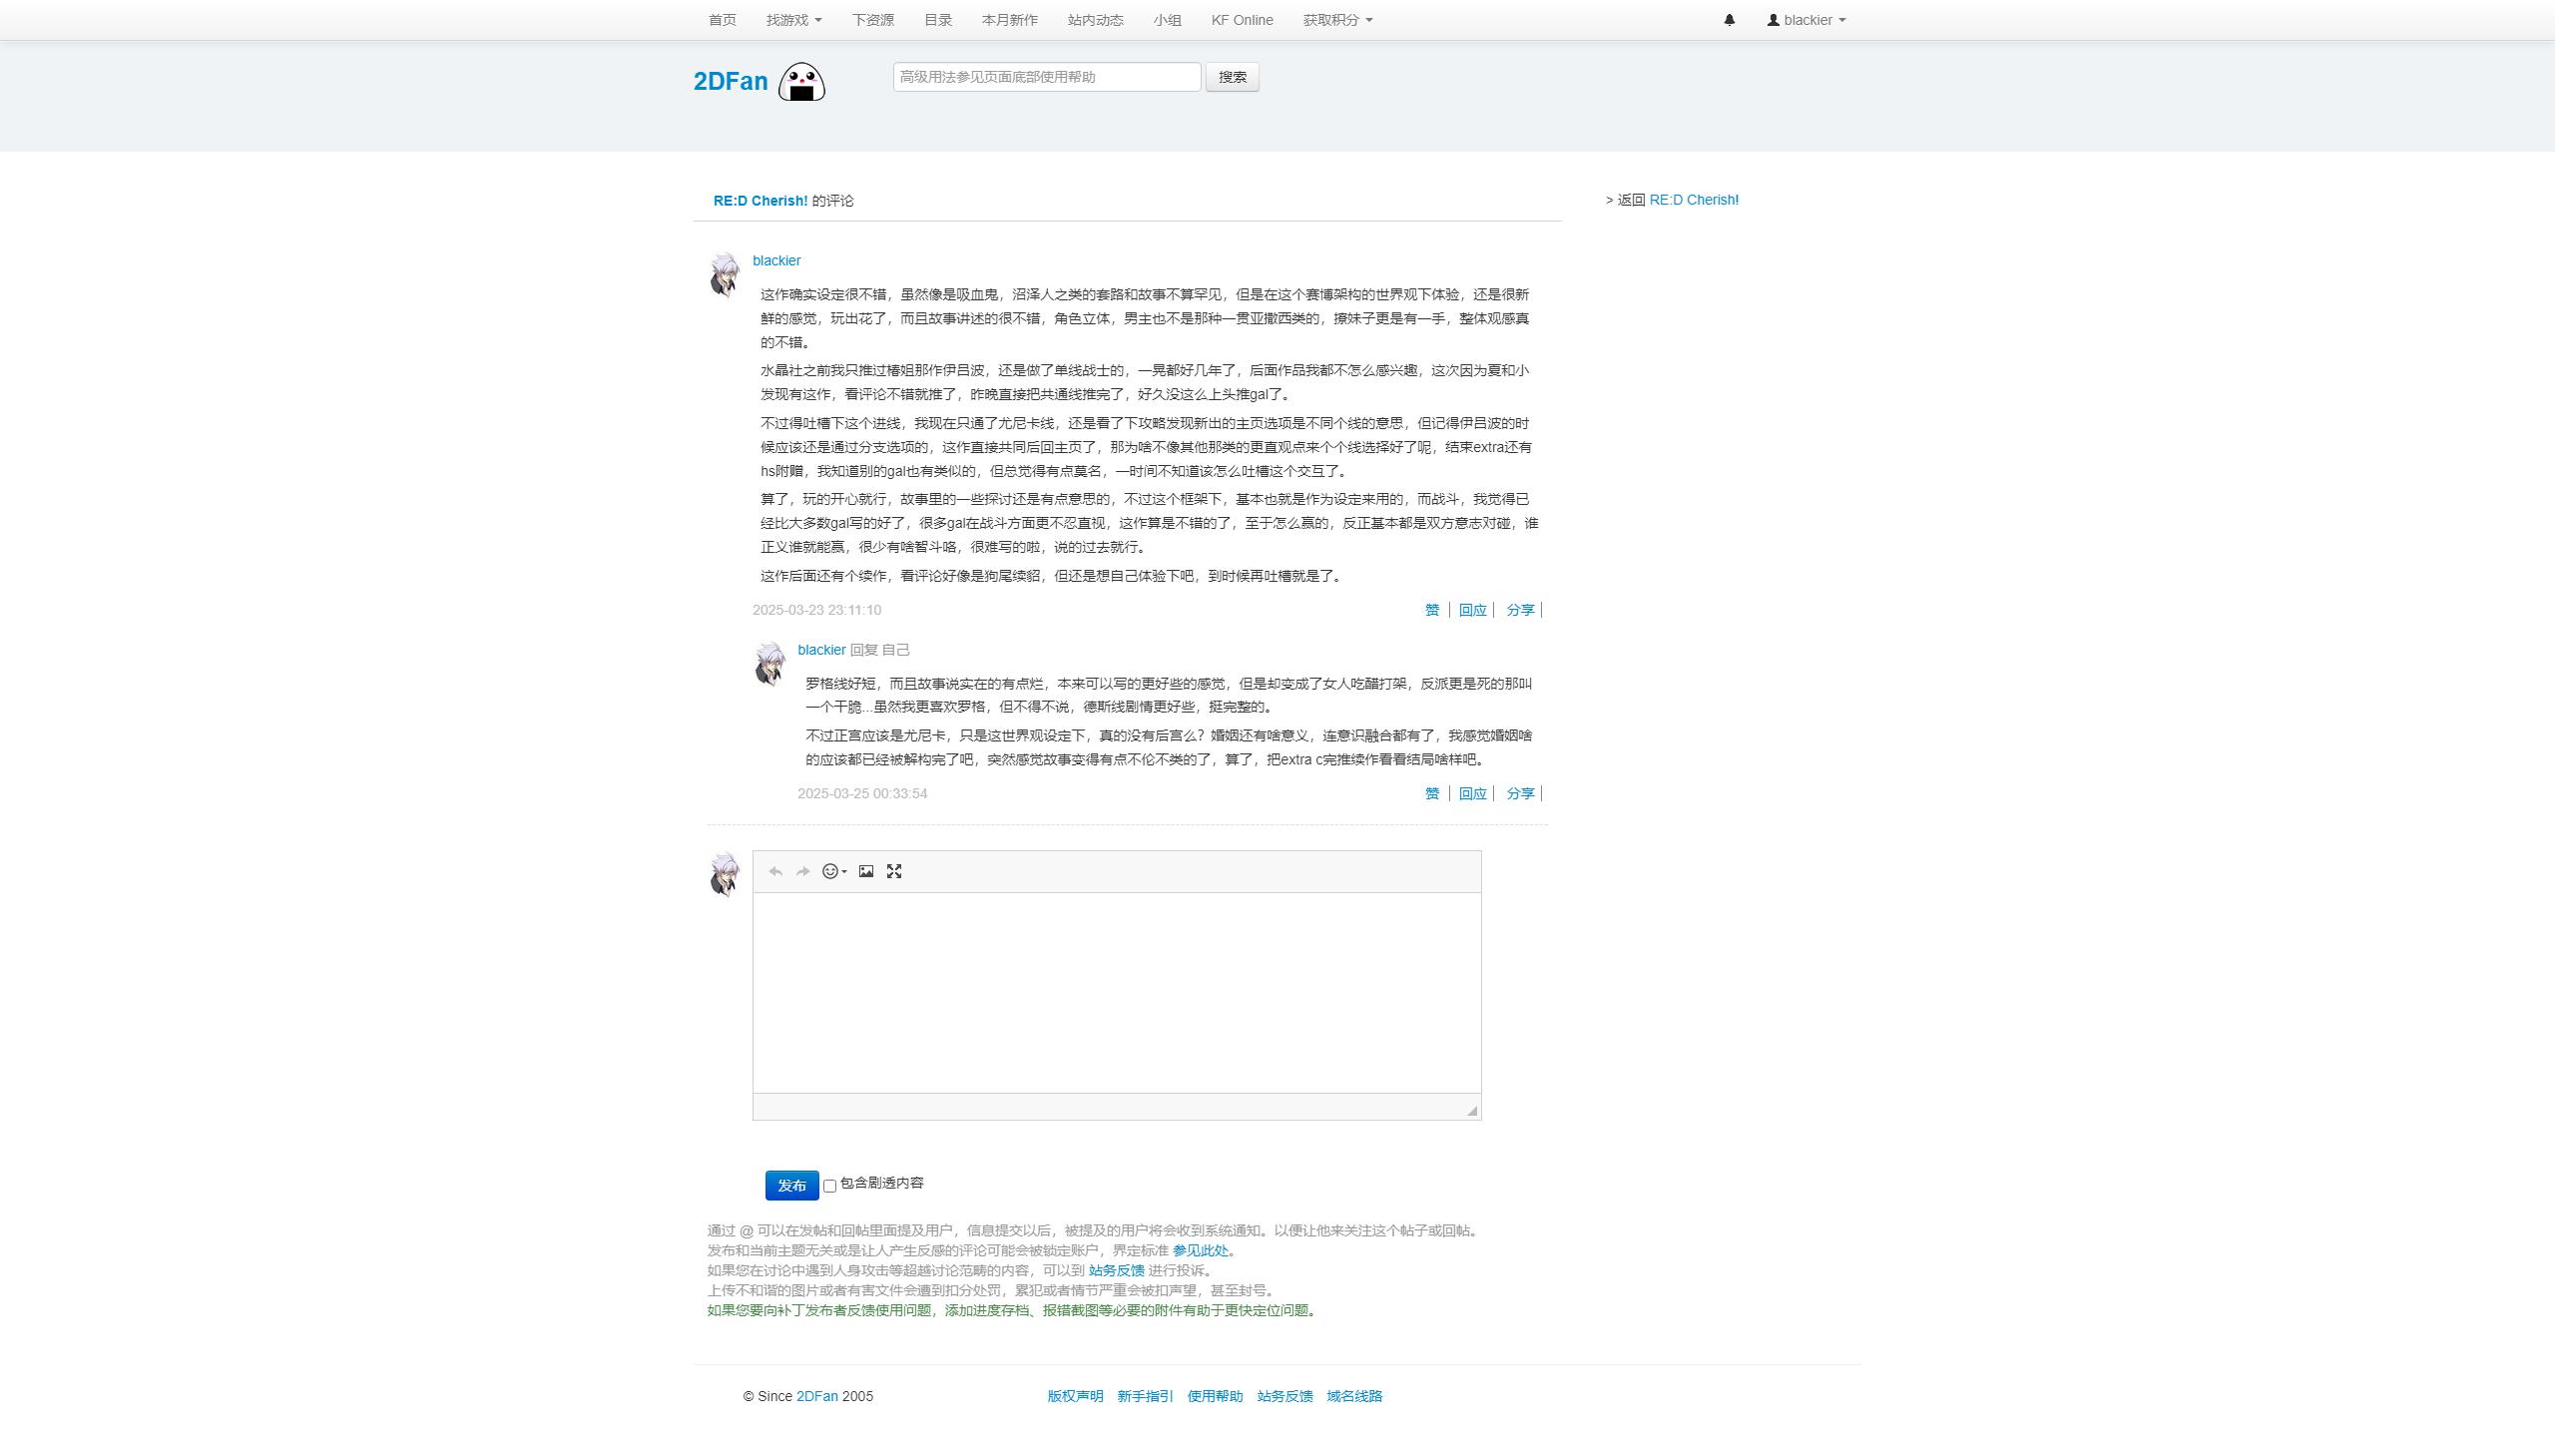 首页 找游戏 下资源 目录 本月新作 站内动态 小组 KF Online 获取积分 blackier
2DFan 高级用法参见页面底部使用帮助 搜索
RE:D Cherish! 的评论
> 返回 RE:D Cherish!
blackier
这作确实设定很不错，虽然像是吸血鬼，沼泽人之类的套路和故事不算罕见，但是在这个赛博架构的世界观下体验，还是很新
鲜的感觉，玩出花了，而且故事讲述的很不错，角色立体，男主也不是那种一贯亚撒西类的，撩妹子更是有一手，整体观感真
的不错。
水晶社之前我只推过椿姐那作伊吕波，还是做了单线战士的，一晃都好几年了，后面作品我都不怎么感兴趣，这次因为夏和小
发现有这作，看评论不错就推了，昨晚直接把共通线推完了，好久没这么上头推gal了。
不过得吐槽下这个进线，我现在只通了尤尼卡线，还是看了下攻略发现新出的主页选项是不同个线的意思，但记得伊吕波的时
候应该还是通过分支选项的，这作直接共同后回主页了，那为啥不像其他那类的更直观点来个个线选择好了呢，结束extra还有
hs附赠，我知道别的gal也有类似的，但总觉得有点莫名，一时间不知道该怎么吐槽这个交互了。
算了，玩的开心就行，故事里的一些探讨还是有点意思的，不过这个框架下，基本也就是作为设定来用的，而战斗，我觉得已
经比大多数gal写的好了，很多gal在战斗方面更不忍直视，这作算是不错的了，至于怎么赢的，反正基本都是双方意志对碰，谁
正义谁就能赢，很少有啥智斗咯，很难写的啦，说的过去就行。
这作后面还有个续作，看评论好像是狗尾续貂，但还是想自己体验下吧，到时候再吐槽就是了。
2025-03-23 23:11:10 赞 回应 分享
blackier 回复 自己
罗格线好短，而且故事说实在的有点烂，本来可以写的更好些的感觉，但是却变成了女人吃醋打架，反派更是死的那叫
一个干脆...虽然我更喜欢罗格，但不得不说，德斯线剧情更好些，挺完整的。
不过正宫应该是尤尼卡，只是这世界观设定下，真的没有后宫么？婚姻还有啥意义，连意识融合都有了，我感觉婚姻啥
的应该都已经被解构完了吧，突然感觉故事变得有点不伦不类的了，算了，把extra c完推续作看看结局啥样吧。
2025-03-25 00:33:54 赞 回应 分享
发布 包含剧透内容
通过 @ 可以在发帖和回帖里面提及用户，信息提交以后，被提及的用户将会收到系统通知。以便让他来关注这个帖子或回帖。
发布和当前主题无关或是让人产生反感的评论可能会被锁定账户，界定标准 参见此处。
如果您在讨论中遇到人身攻击等超越讨论范畴的内容，可以到 站务反馈 进行投诉。
上传不和谐的图片或者有害文件会遭到扣分处罚，累犯或者情节严重会被扣声望，甚至封号。
如果您要向补丁发布者反馈使用问题，添加进度存档、报错截图等必要的附件有助于更快定位问题。
© Since 2DFan 2005 版权声明 新手指引 使用帮助 站务反馈 域名线路